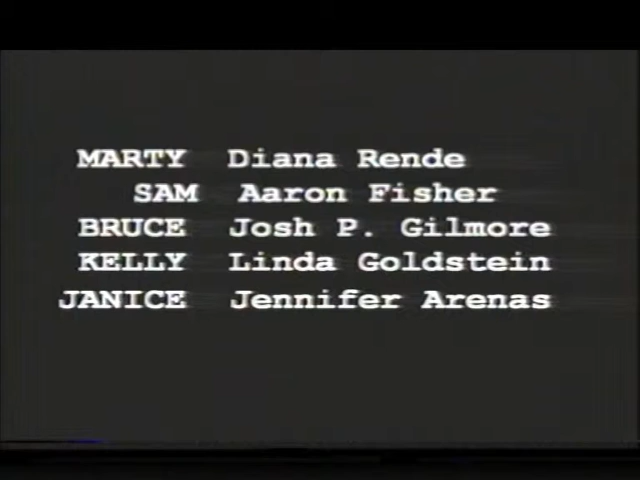 MARTY Diana Rende
SAM Aaron Fisher
BRUCE Josh P. Gilmore
KELLY Linda Goldstein
JANICE Jennifer Arenas